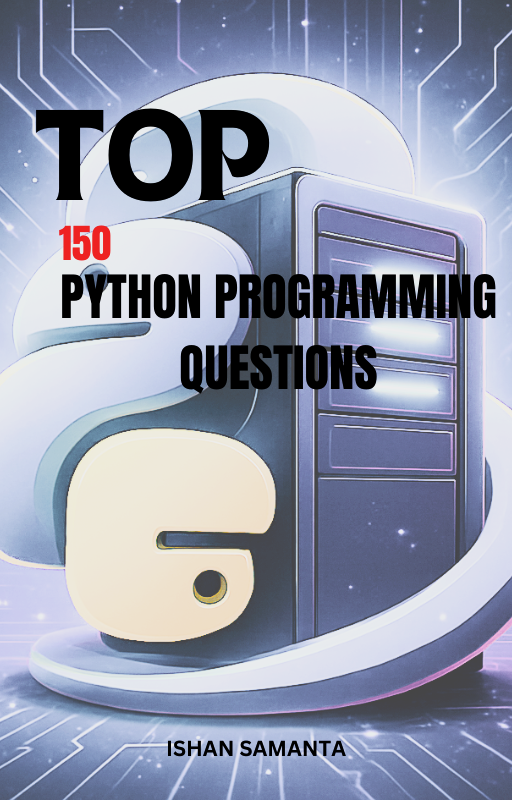 TOP
150
PYTHON PROGRAMMING
QUESTIONS
ISHAN SAMANTA